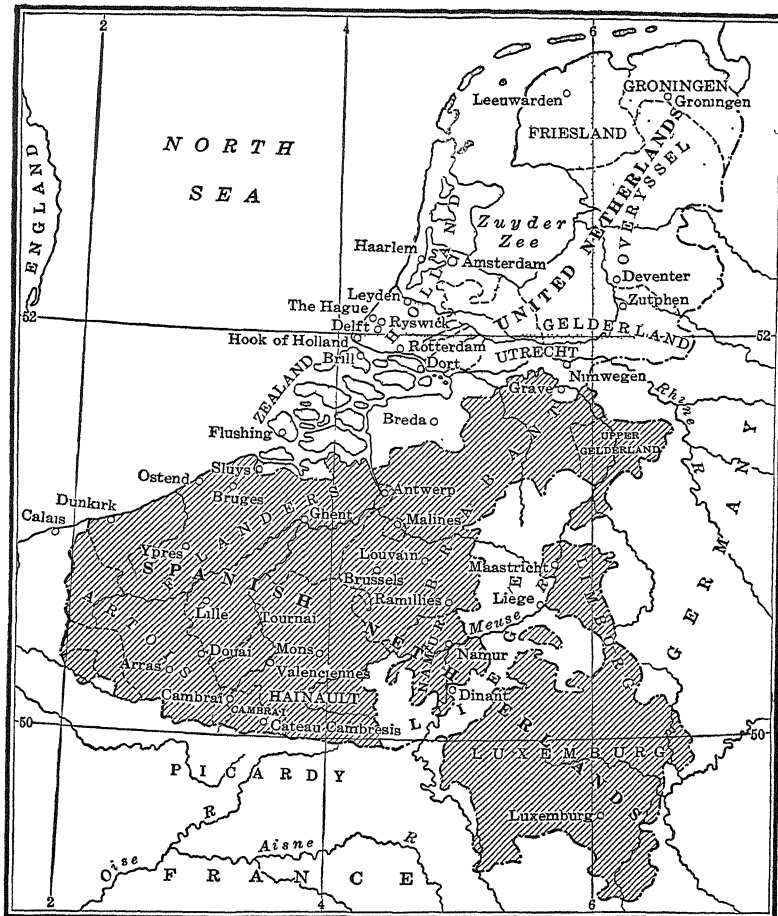 2 4 6
GRONINGEN
Leeuwarden Groningen
FRIESLAND
NORTH
SEA
ENGLAND
UNITED NETHERLANDS
OVERYSSEL
Zuyder
Zee
HOLLAND
Haarlem
Amsterdam
Deventer
Leyden
Zutphen
The Hague
52 52
Delft Ryswick
GELDERLAND
Hook of Holland
Rotterdam
UTRECHT
Brill
Dort
Nimwegen
ZEALAND
Grave
Rhine R
Breda
Flushing
UPPER
GELDERLAND
GERMANY
BRABANT
Sluys
Ostend
Bruges
Antwerp
Dunkirk
Ghent
Calais
FLANDERS
Malines
Ypres
Louvain
Maastricht
SPANISH NETHERLANDS
Brussels
LIMBURG
Lille
Ramillies
Liege
ARTOIS
Tournai
Meuse R
NAMUR
LIEGE
Douai
Mons
Namur
Arras
Valenciennes
Dinant
Cambrai
HAINAULT
CAMBRAI
Cateau Cambresis
50 50
LUXEMBURG
PICARDY
Luxemburg
Oise R
Aisne R
FRANCE
2 4 6